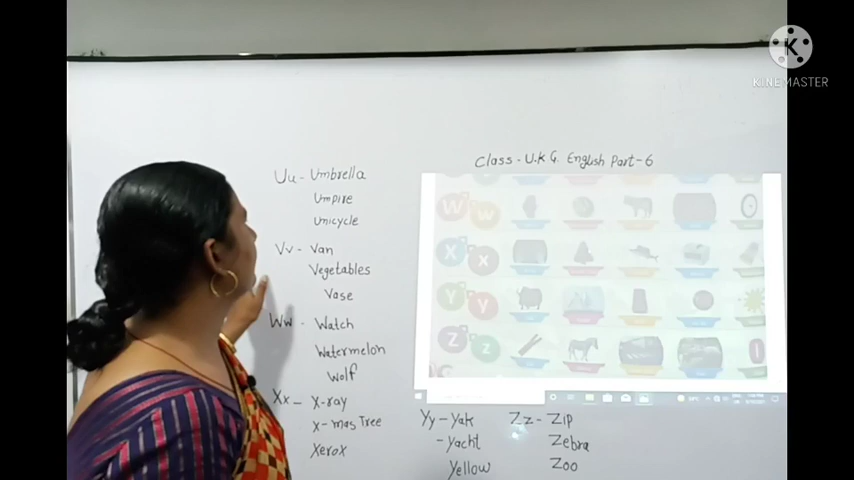 K
KINEMASTER
Class - U.K.G. English Part-6
Uu - Umbrella
Umpire
Unicycle
Vv - Van
Vegetables
Vase
Ww - Watch
Watermelon
Wolf
Xx - X-ray
X-mas Tree
Xerox
W w
X x
Y y
Z z
Yy - Yak
- Yacht
Yellow
Zz - Zip
Zebra
Zoo